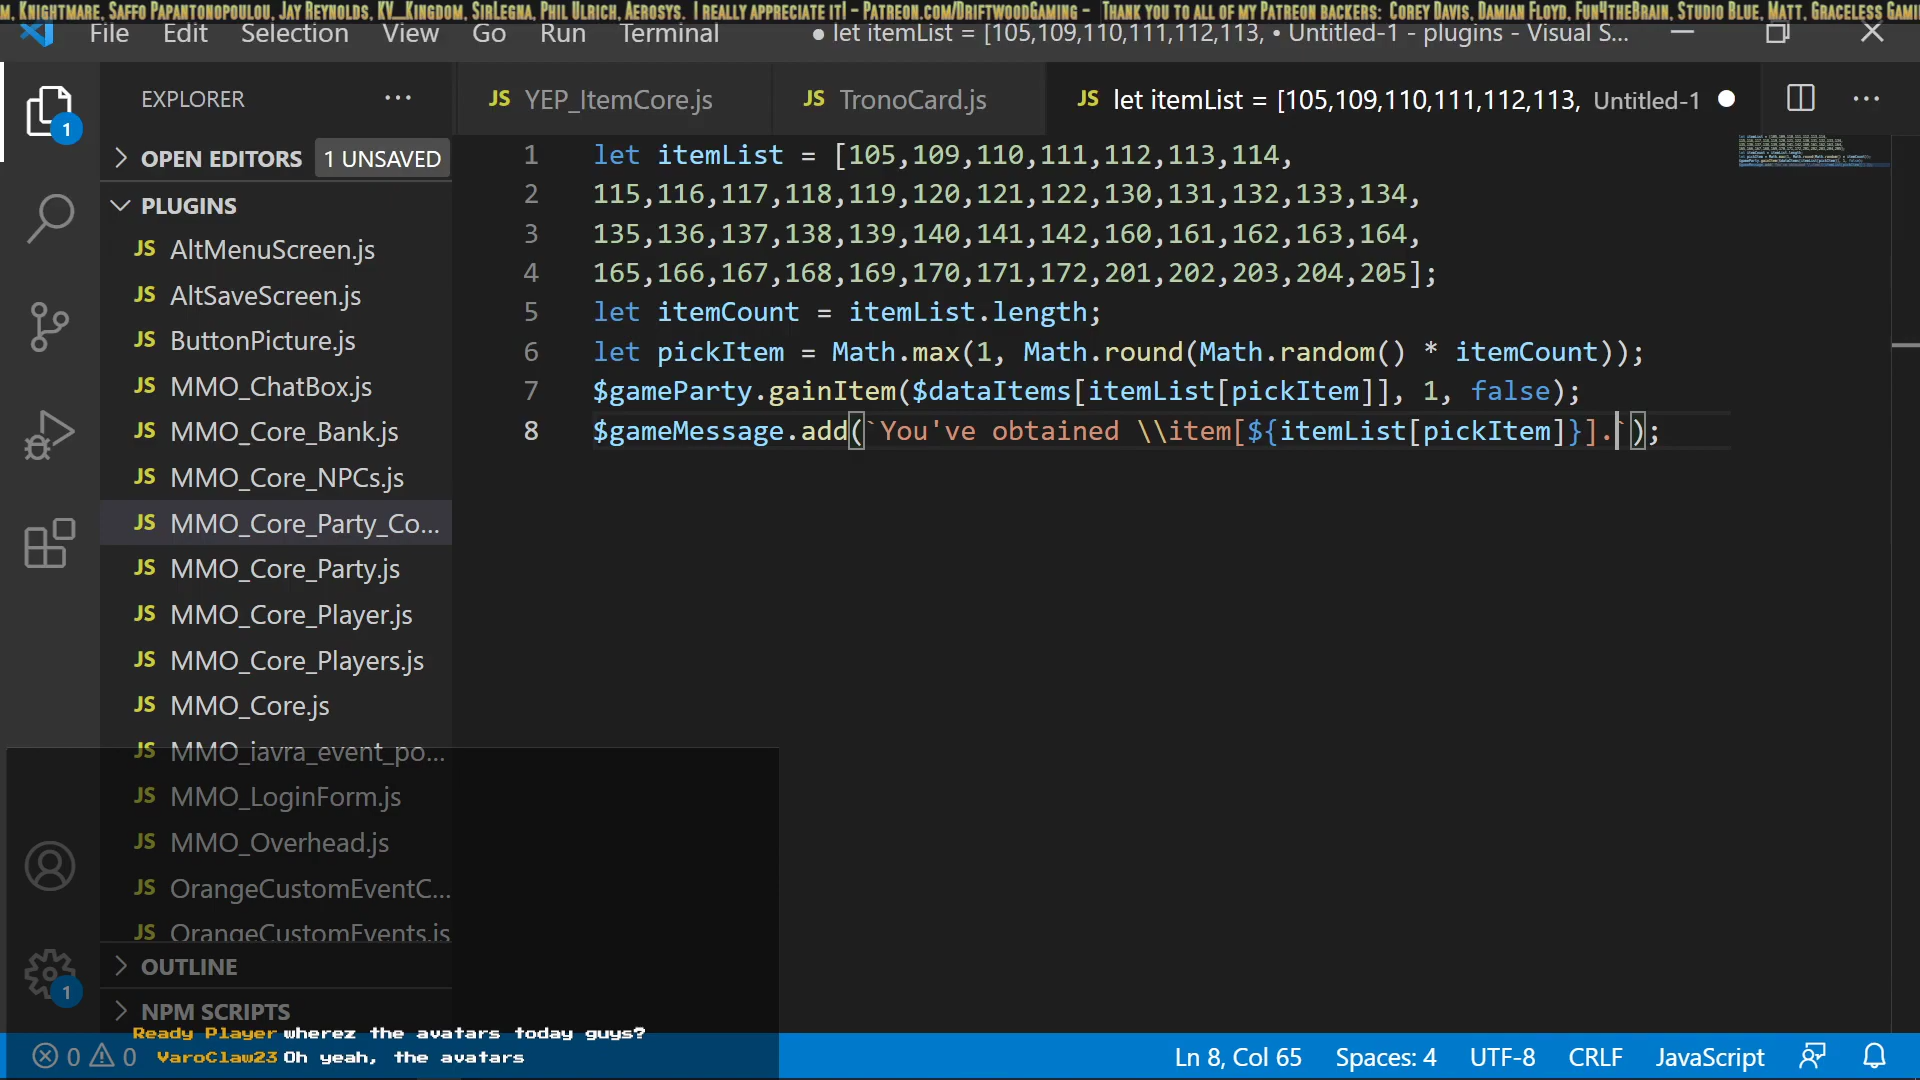 M, KNIGHTMARE, SAFFO PAPANTONOPOULOU, JAY REYNOLDS, KV_KINGDOM, SIRLEGNA, PHIL ULRICH, AEROSYS. I REALLY APPRECIATE IT! - PATREON.COM/DRIFTWOODGAMING - THANK YOU TO ALL OF MY PATREON BACKERS: COREY DAVIS, DAMIAN FLOYD, FUN4THEBRAIN, STUDIO BLUE, MATT, GRACELESS GAMI
File Edit Selection View Go Run Terminal ● let itemList = [105,109,110,111,112,113, • Untitled-1 - plugins - Visual S...
EXPLORER
YEP_ItemCore.js
TronoCard.js
let itemList = [105,109,110,111,112,113, Untitled-1
OPEN EDITORS 1 UNSAVED
PLUGINS
JS AltMenuScreen.js
JS AltSaveScreen.js
JS ButtonPicture.js
JS MMO_ChatBox.js
JS MMO_Core_Bank.js
JS MMO_Core_NPCs.js
JS MMO_Core_Party_Co...
JS MMO_Core_Party.js
JS MMO_Core_Player.js
JS MMO_Core_Players.js
JS MMO_Core.js
JS MMO_iavra_event_po...
JS MMO_LoginForm.js
JS MMO_Overhead.js
JS OrangeCustomEventC...
JS OrangeCustomEvents.js
OUTLINE
NPM SCRIPTS
1 let itemList = [105,109,110,111,112,113,114,
2 115,116,117,118,119,120,121,122,130,131,132,133,134,
3 135,136,137,138,139,140,141,142,160,161,162,163,164,
4 165,166,167,168,169,170,171,172,201,202,203,204,205];
5 let itemCount = itemList.length;
6 let pickItem = Math.max(1, Math.round(Math.random() * itemCount));
7 $gameParty.gainItem($dataItems[itemList[pickItem]], 1, false);
8 $gameMessage.add(`You've obtained \\item[${itemList[pickItem]}].`);
Ready Player wherez the avatars today guys?
VaroClaw23 Oh yeah, the avatars
0 0
Ln 8, Col 65 Spaces: 4 UTF-8 CRLF JavaScript